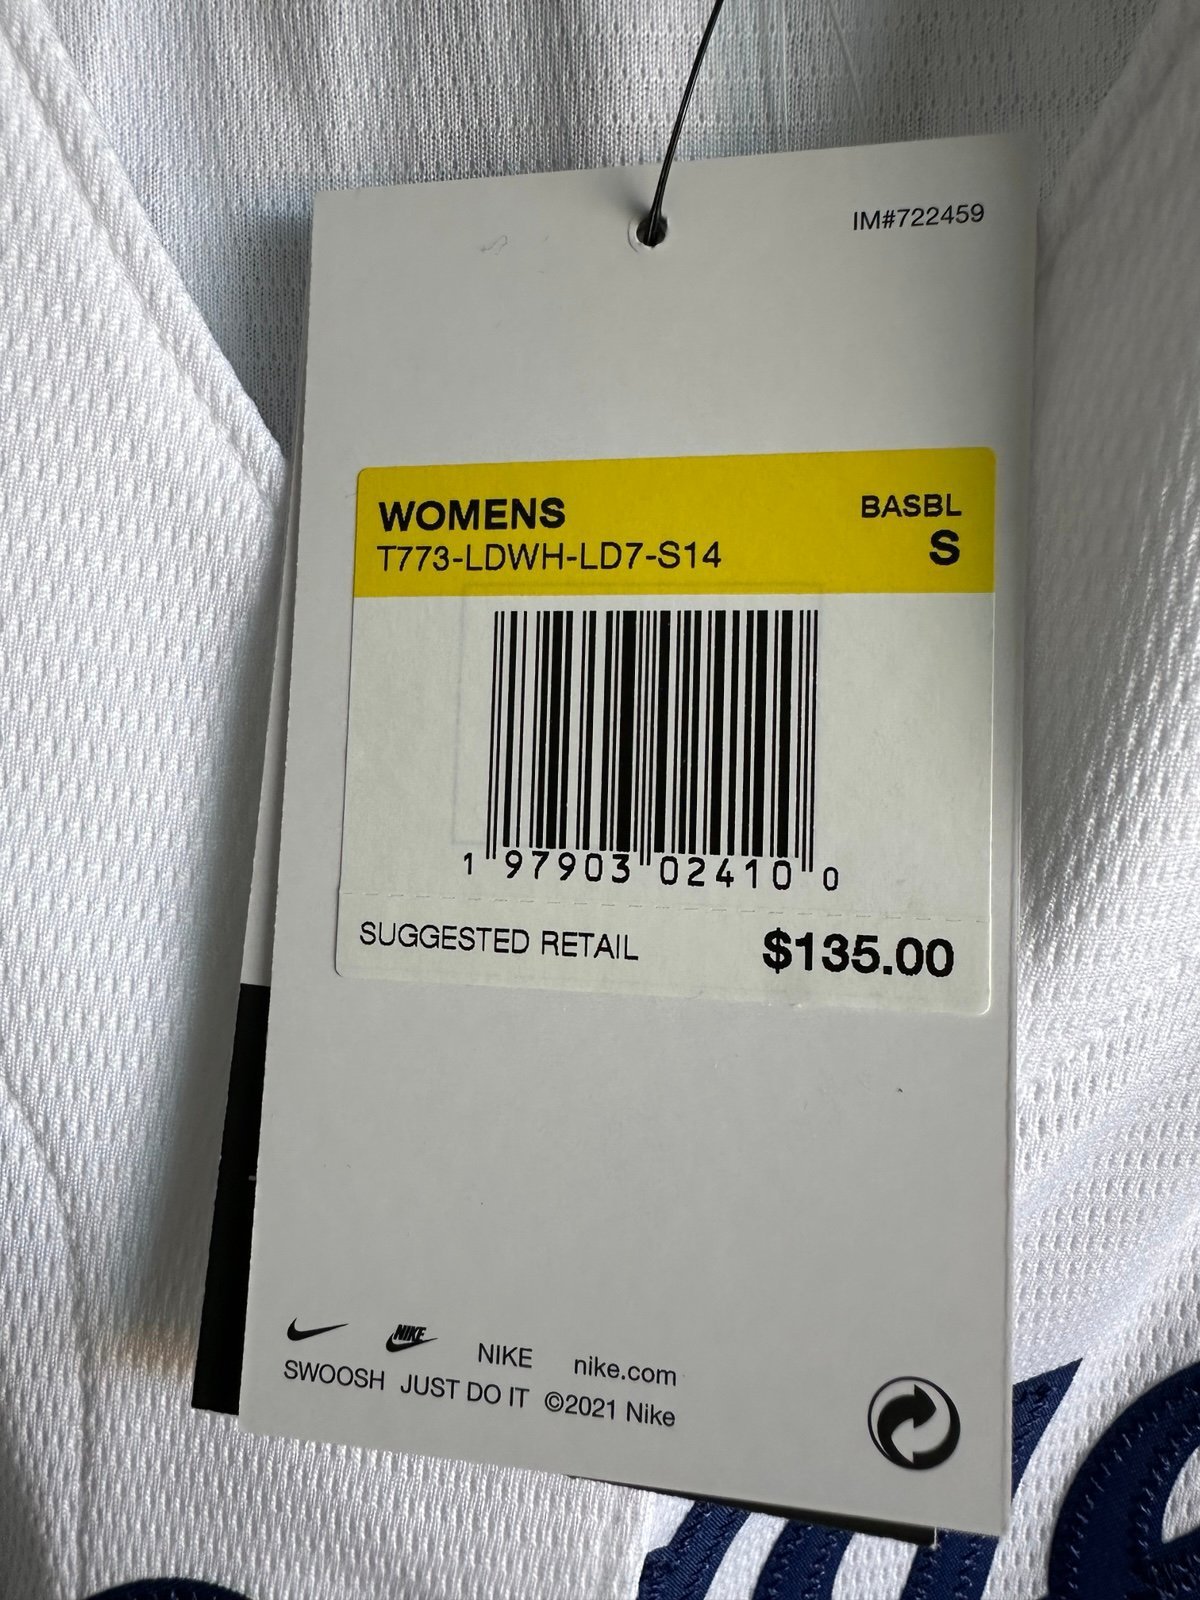 IM#722459
WOMENS BASBL
T773-LDWH-LD7-S14 S
1 97903 02410 0
SUGGESTED RETAIL $135.00
NIKE NIKE nike.com
SWOOSH JUST DO IT ©2021 Nike